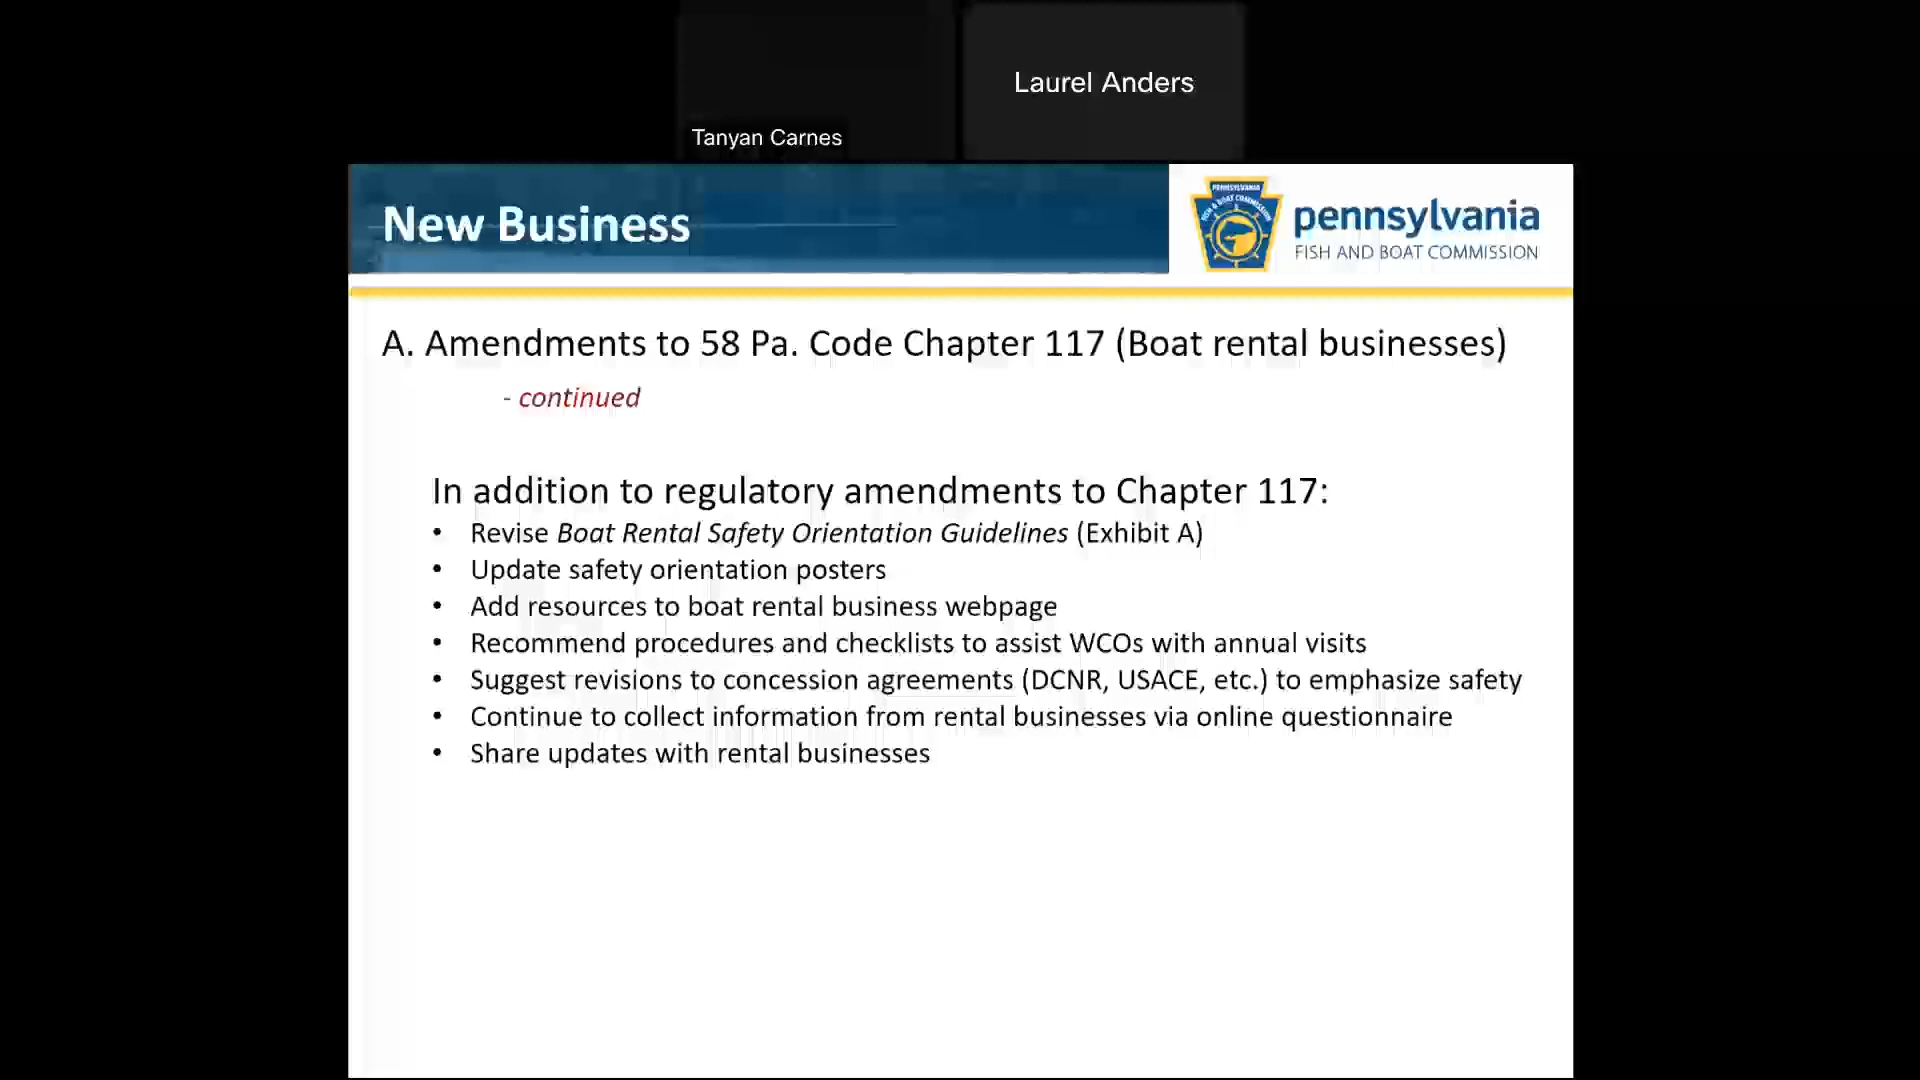 Laurel Anders
Tanyan Carnes
New Business
PENNSYLVANIA
FISH & BOAT COMMISSION
pennsylvania
FISH AND BOAT COMMISSION
A. Amendments to 58 Pa. Code Chapter 117 (Boat rental businesses)
- continued
In addition to regulatory amendments to Chapter 117:
• Revise Boat Rental Safety Orientation Guidelines (Exhibit A)
• Update safety orientation posters
• Add resources to boat rental business webpage
• Recommend procedures and checklists to assist WCOs with annual visits
• Suggest revisions to concession agreements (DCNR, USACE, etc.) to emphasize safety
• Continue to collect information from rental businesses via online questionnaire
• Share updates with rental businesses